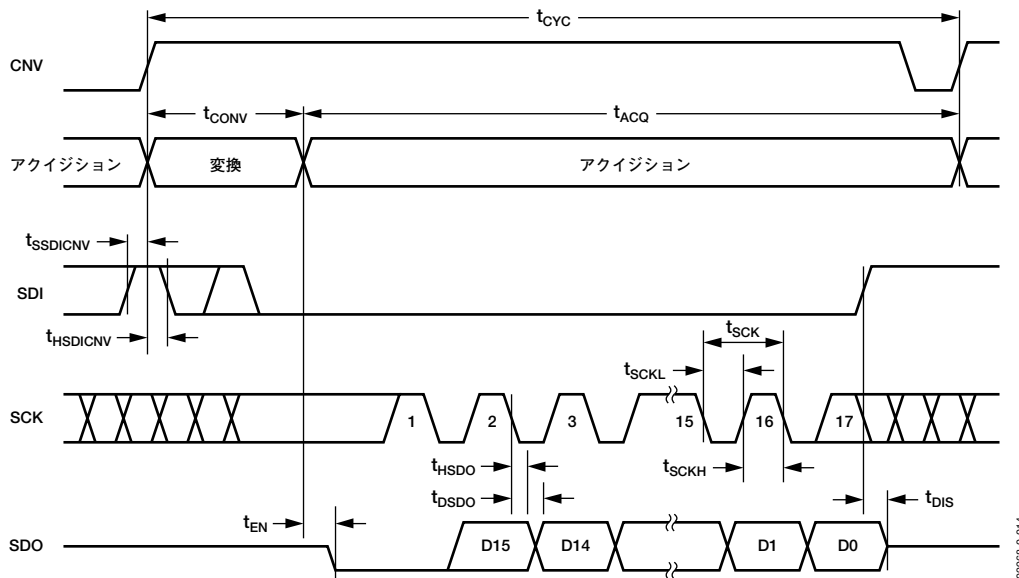 tCYC
CNV
tCONV
tACQ
アクイジション
変換
アクイジション
tSSDICNV
SDI
tHSDICNV
tSCK
tSCKL
SCK
1
2
3
15
16
17
tHSDO
tSCKH
tDSDO
tEN
tDIS
SDO
D15
D14
D1
D0